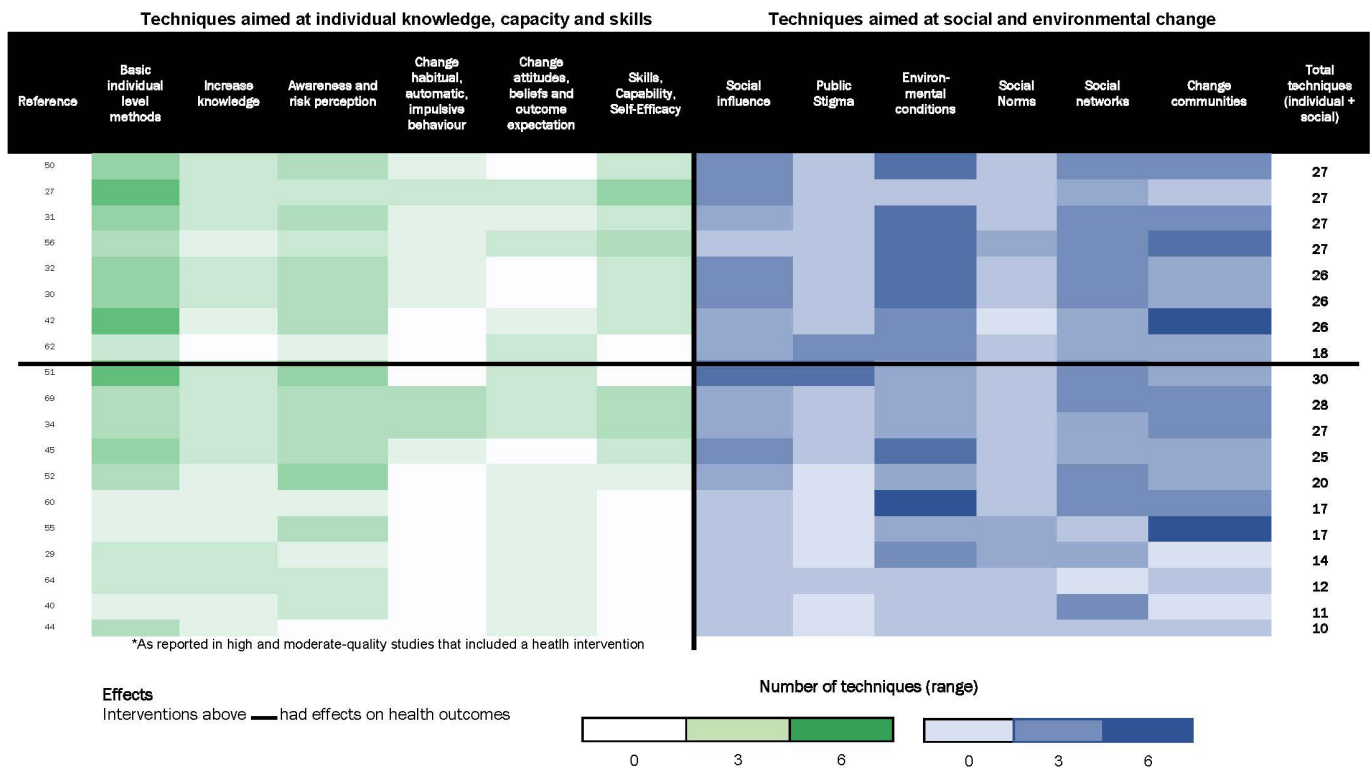 Techniques aimed at individual knowledge, capacity and skills
Techniques aimed at social and environmental change
Reference
Basic
individual
level
methods
Increase
knowledge
Awareness and
risk perception
Change
habitual,
automatic,
impulsive
behaviour
Change
attitudes,
beliefs and
outcome
expectation
Skills,
Capability,
Self-Efficacy
Social
influence
Public
Stigma
Environ-
mental
conditions
Social
Norms
Social
networks
Change
communities
Total
techniques
(individual +
social)
50 27
27 27
31 27
56 27
32 26
30 26
42 26
62 18
51 30
69 28
34 27
45 25
52 20
60 17
55 17
29 14
64 12
40 11
44 10
*As reported in high and moderate-quality studies that included a heatlh intervention
Effects
Interventions above had effects on health outcomes
Number of techniques (range)
0 3 6 0 3 6